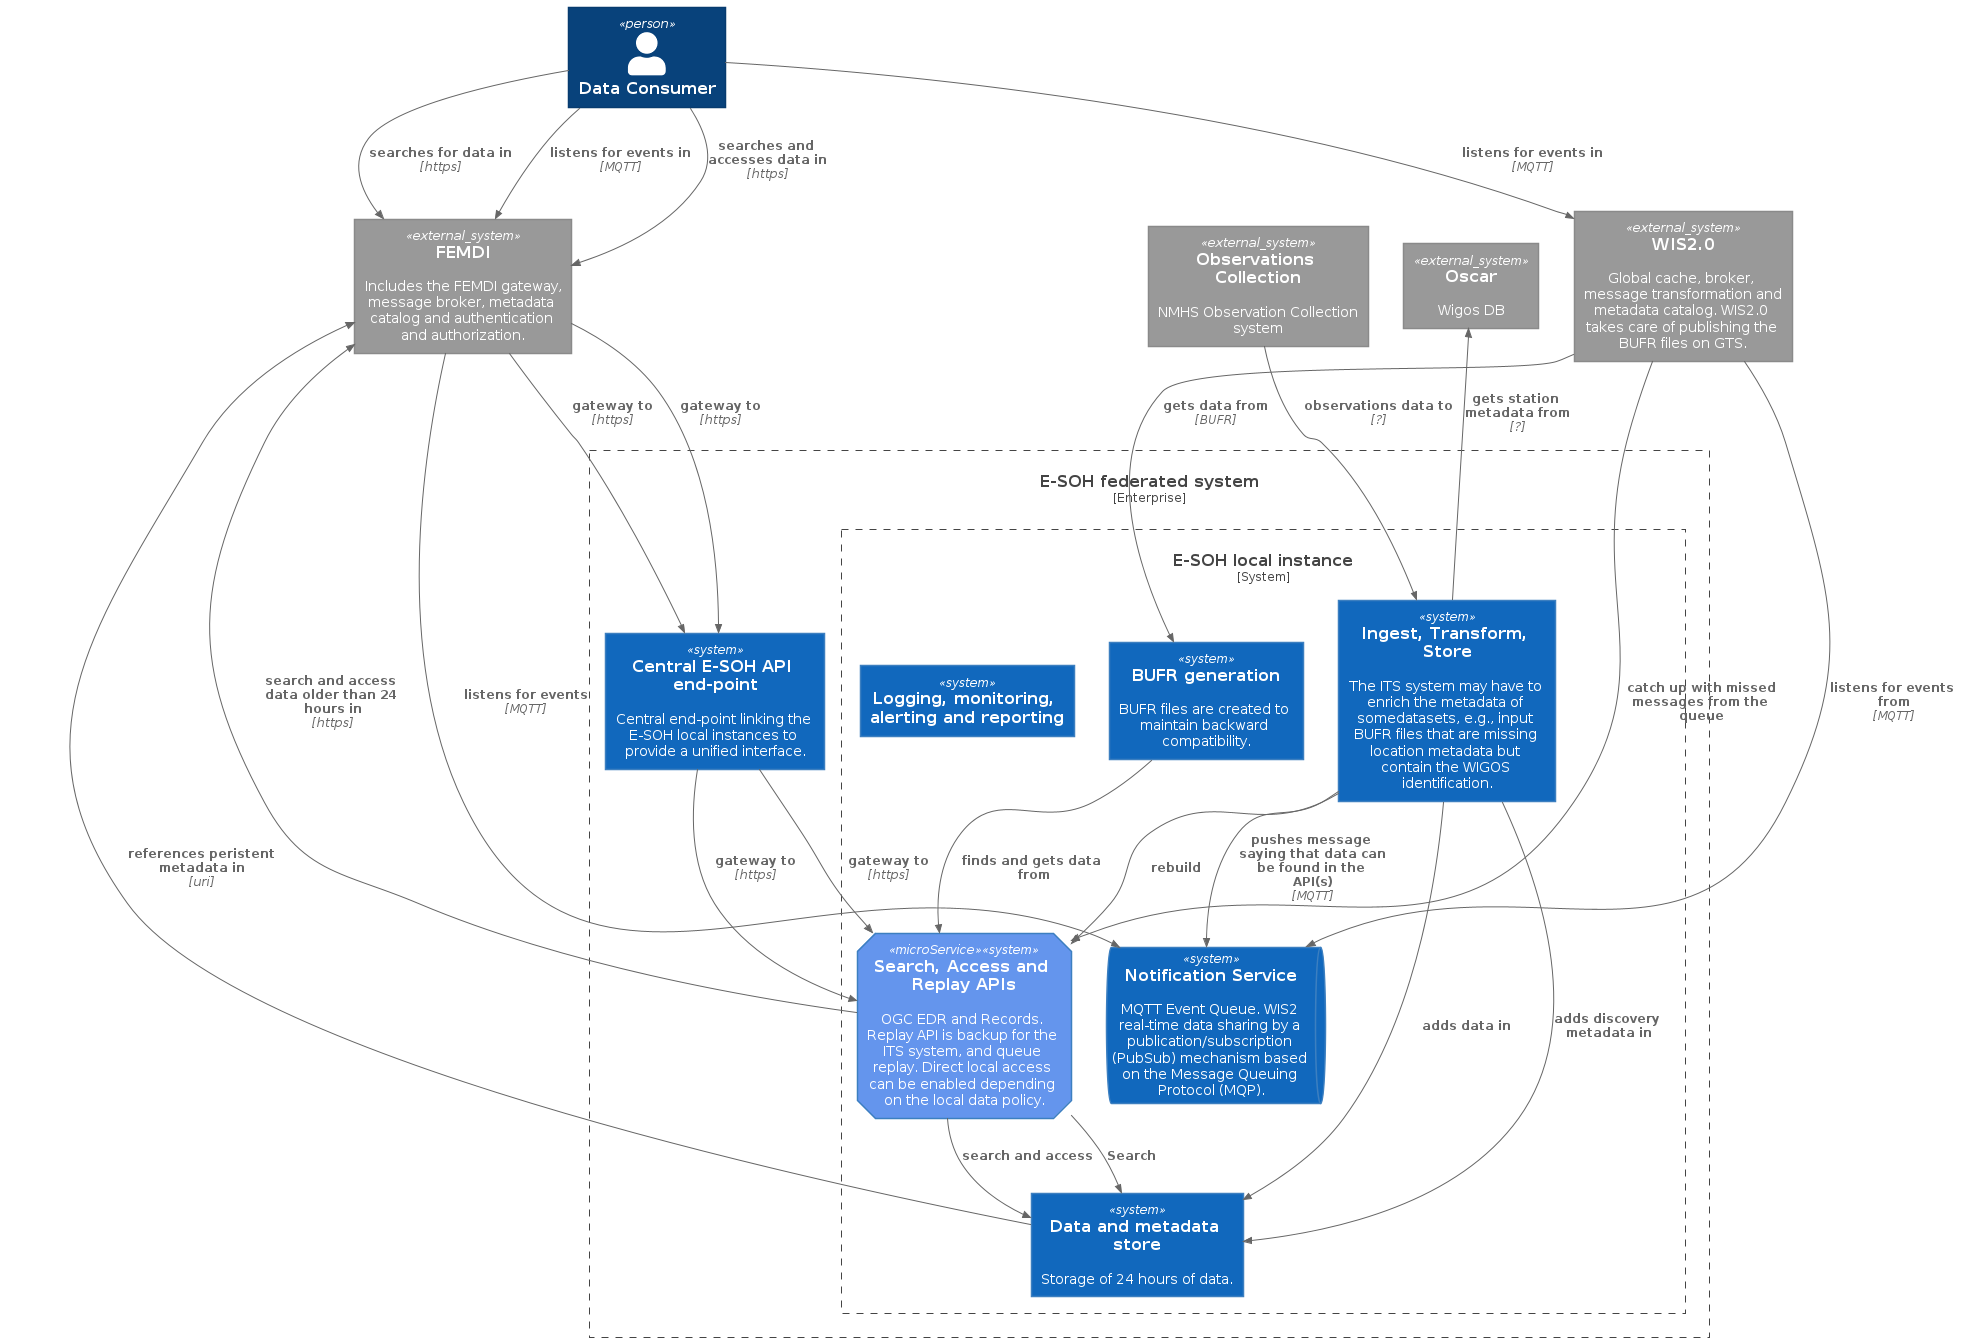 «person»
Data Consumer
searches for data in
[https]
listens for events in
[MQTT]
searches and
accesses data in
[https]
listens for events in
[MQTT]
«external_system»
FEMDI
Includes the FEMDI gateway,
message broker, metadata
catalog and authentication
and authorization.
«external_system»
Observations
Collection
NMHS Observation Collection
system
«external_system»
Oscar
Wigos DB
«external_system»
WIS2.0
Global cache, broker,
message transformation and
metadata catalog. WIS2.0
takes care of publishing the
BUFR files on GTS.
gateway to
[https]
gateway to
[https]
gets data from
[BUFR]
observations data to
[?]
gets station
metadata from
[?]
E-SOH federated system
[Enterprise]
E-SOH local instance
[System]
«system»
Central E-SOH API
end-point
Central end-point linking the
E-SOH local instances to
provide a unified interface.
«system»
Logging, monitoring,
alerting and reporting
«system»
BUFR generation
BUFR files are created to
maintain backward
compatibility.
«system»
Ingest, Transform,
Store
The ITS system may have to
enrich the metadata of
somedatasets, e.g., input
BUFR files that are missing
location metadata but
contain the WIGOS
identification.
search and access
data older than 24
hours in
[https]
listens for events
[MQTT]
catch up with missed
messages from the
queue
listens for events
from
[MQTT]
references peristent
metadata in
[uri]
gateway to
[https]
gateway to
[https]
finds and gets data
from
rebuild
pushes message
saying that data can
be found in the
API(s)
[MQTT]
«microService»«system»
Search, Access and
Replay APIs
OGC EDR and Records.
Replay API is backup for the
ITS system, and queue
replay. Direct local access
can be enabled depending
on the local data policy.
«system»
Notification Service
MQTT Event Queue. WIS2
real-time data sharing by a
publication/subscription
(PubSub) mechanism based
on the Message Queuing
Protocol (MQP).
adds data in
adds discovery
metadata in
search and access
Search
«system»
Data and metadata
store
Storage of 24 hours of data.